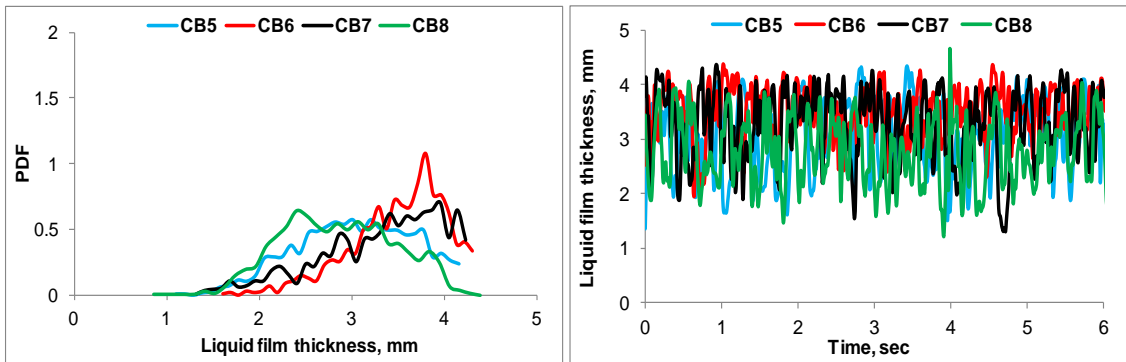 CB5 CB6 CB7 CB8
2
1.5
1
0.5
0
PDF
0 1 2 3 4 5
Liquid film thickness, mm
CB5 CB6 CB7 CB8
5
4
3
2
1
0
Liquid film thickness, mm
0 1 2 3 4 5 6
Time, sec